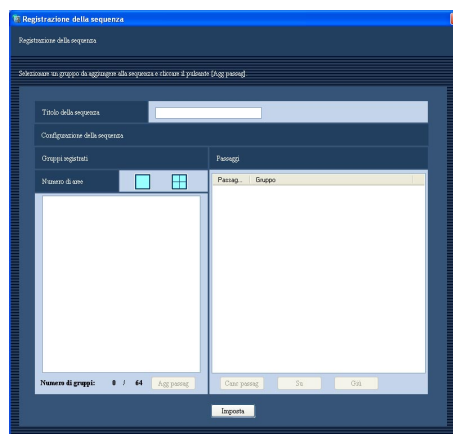 Registrazione della sequenza
Registrazione della sequenza
Selezionare un gruppo da aggiungere alla sequenza e cliccare il pulsante [Agg passag].
Titolo della sequenza
Configurazione della sequenza
Gruppi registrati
Passaggi
Numero di aree
Passag... Gruppo
Numero di gruppi: 0 / 64 Agg passag
Canc passag Su Giù
Imposta